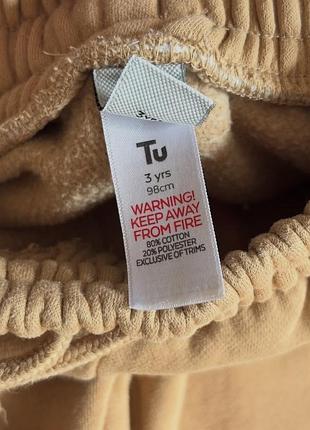 Tu
3 yrs
98cm
WARNING!
KEEP AWAY
FROM FIRE
80% COTTON
20% POLYESTER
EXCLUSIVE OF TRIMS